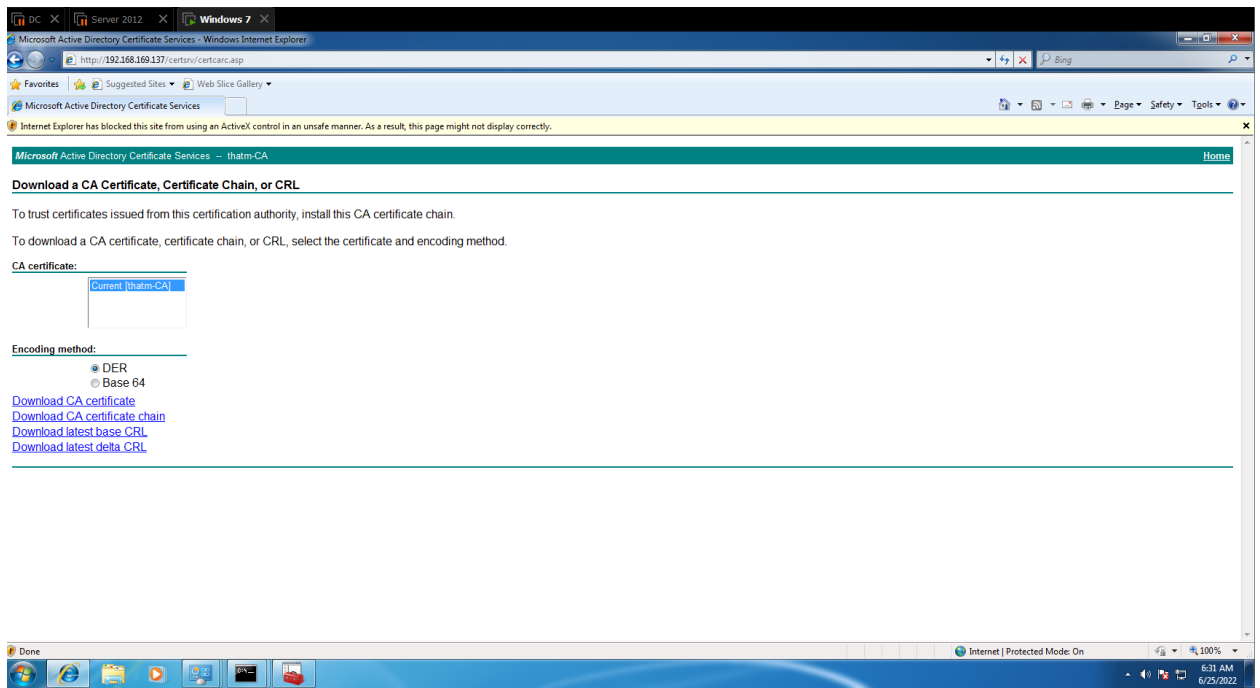 DC
Server 2012
Windows 7
Microsoft Active Directory Certificate Services - Windows Internet Explorer
http://192.168.169.137/certsrv/certcarc.asp
Bing
Favorites
Suggested Sites
Web Slice Gallery
Microsoft Active Directory Certificate Services
Page
Safety
Tools
Internet Explorer has blocked this site from using an ActiveX control in an unsafe manner. As a result, this page might not display correctly.
Microsoft Active Directory Certificate Services -- thatm-CA
Home
Download a CA Certificate, Certificate Chain, or CRL
To trust certificates issued from this certification authority, install this CA certificate chain.
To download a CA certificate, certificate chain, or CRL, select the certificate and encoding method.
CA certificate:
Current [thatm-CA]
Encoding method:
DER
Base 64
Download CA certificate
Download CA certificate chain
Download latest base CRL
Download latest delta CRL
Done
Internet | Protected Mode: On
100%
6:31 AM
6/25/2022